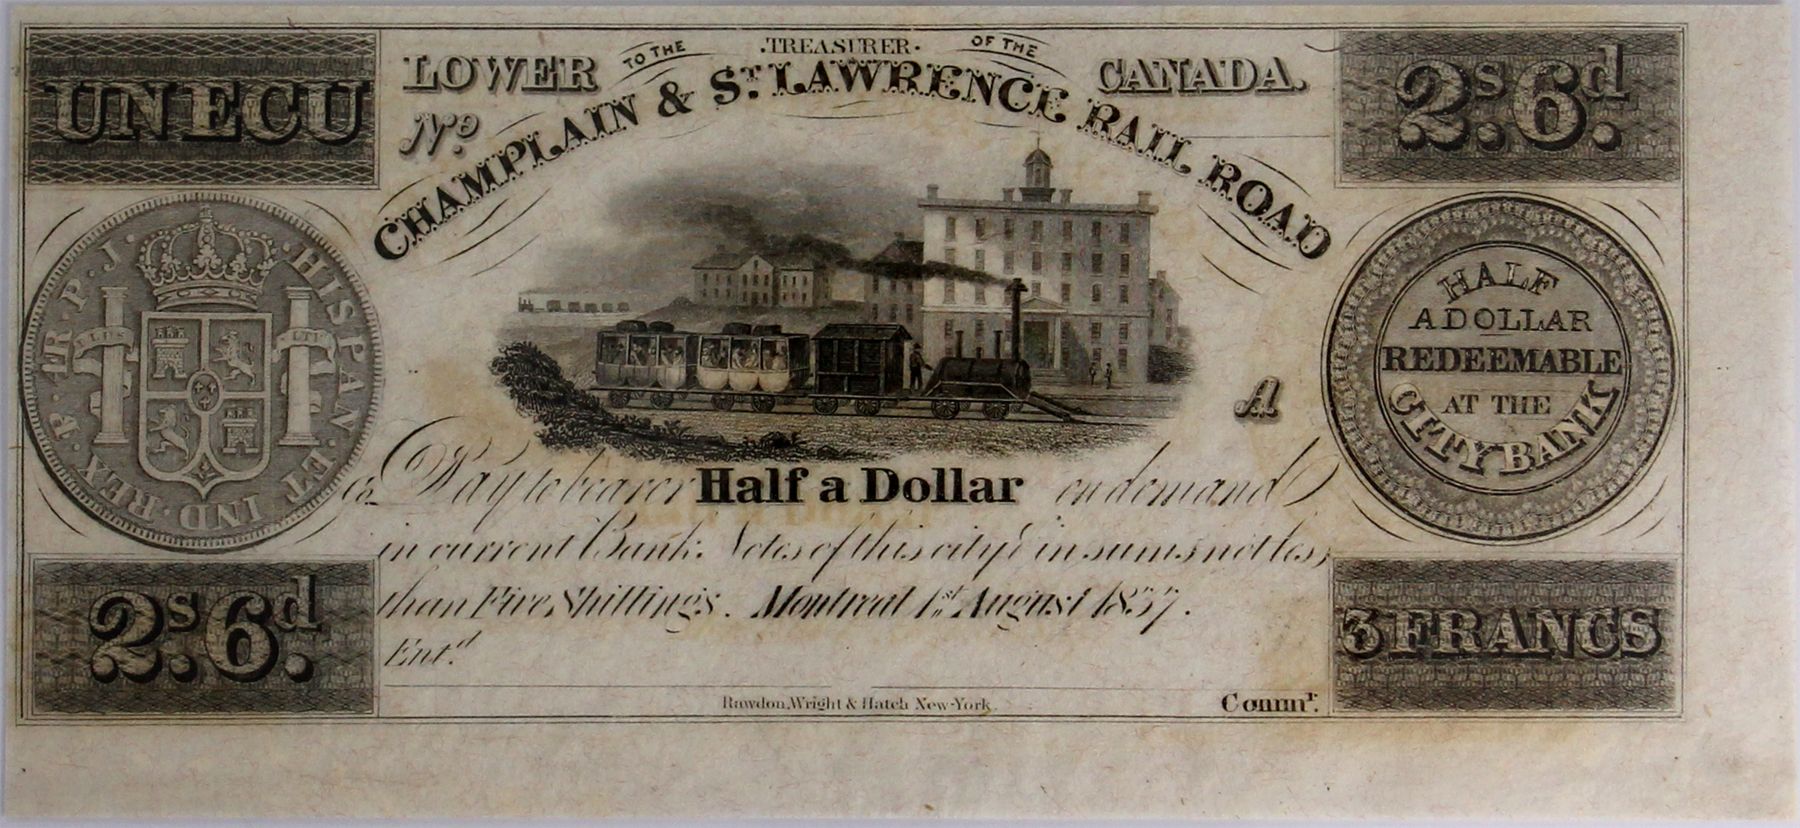 UN ECU
LOWER TO THE TREASURER OF THE CANADA.
2s. 6d.
No.
CHAMPLAIN & ST. LAWRENCE RAIL ROAD
HISPAN · ET IND · REX · P · 1R · P · J ·
PLUS
ULTRA
HALF
A DOLLAR
REDEEMABLE
AT THE
CITY BANK
A
Pay to bearer Half a Dollar on demand
in current Bank Notes of this city in sums not less
than Five Shillings. Montreal 1st August 1837.
Entd.
2s. 6d.
3 FRANCS
Rawdon, Wright & Hatch New-York.
Commr.